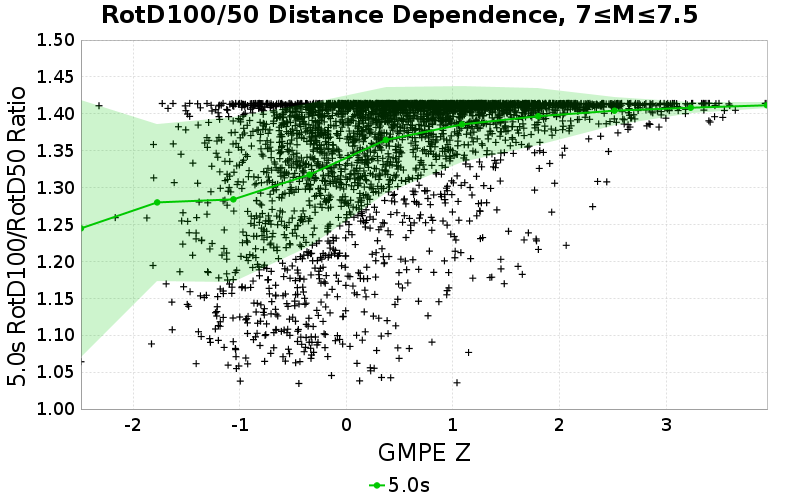 RotD100/50 Distance Dependence, 7≤M≤7.5
5.0s RotD100/RotD50 Ratio
1.50
1.45
1.40
1.35
1.30
1.25
1.20
1.15
1.10
1.05
1.00
-2 -1 0 1 2 3
GMPE Z
5.0s